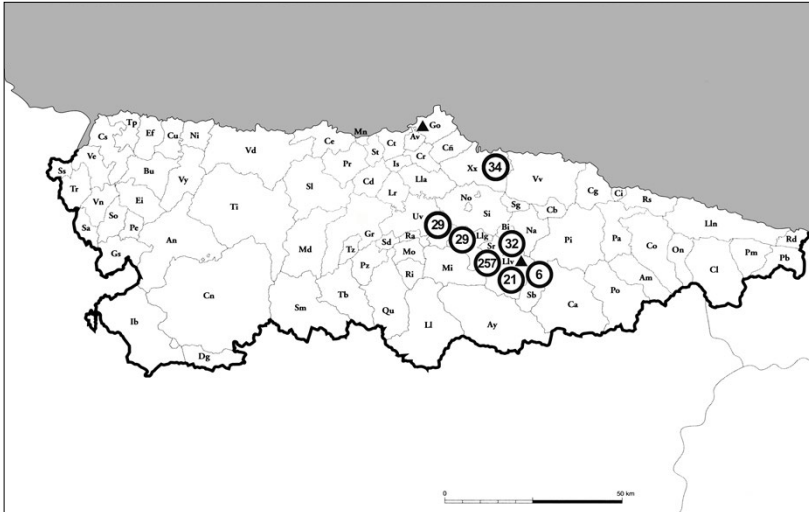 Go
Tp
Ef
Cu
Ni
Mn
Av
Ca
Vd
Ce
Ct
Cñ
Ve
St
Cr
Pr
Is
Xx
34
Ss
Bu
Vy
Cd
Lla
Vv
Tr
Sl
Lr
Cg
Ci
Rs
Vn
Ei
No
Sg
Cb
Ti
So
Uv
29
Si
Lln
Sa
Pe
Bi
Na
An
Gr
Ra
29
Llg
32
Pi
Pa
Co
On
Rd
Gs
Md
Tz
Sd
Mo
Sr
Pm
Pb
Pz
Mi
257
Llv
Cl
Ri
6
Am
Cn
21
Po
Tb
Sb
Ca
Sm
Qu
Ib
Ll
Ay
Dg
0
50 km